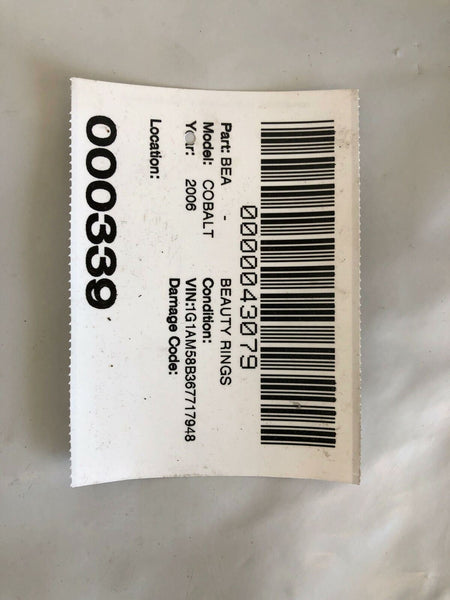 0000043079
Part: BEA - BEAUTY RINGS
Model: COBALT Condition:
Year: 2006 VIN:1G1AM58B367717948
Damage Code:
Location:
000339